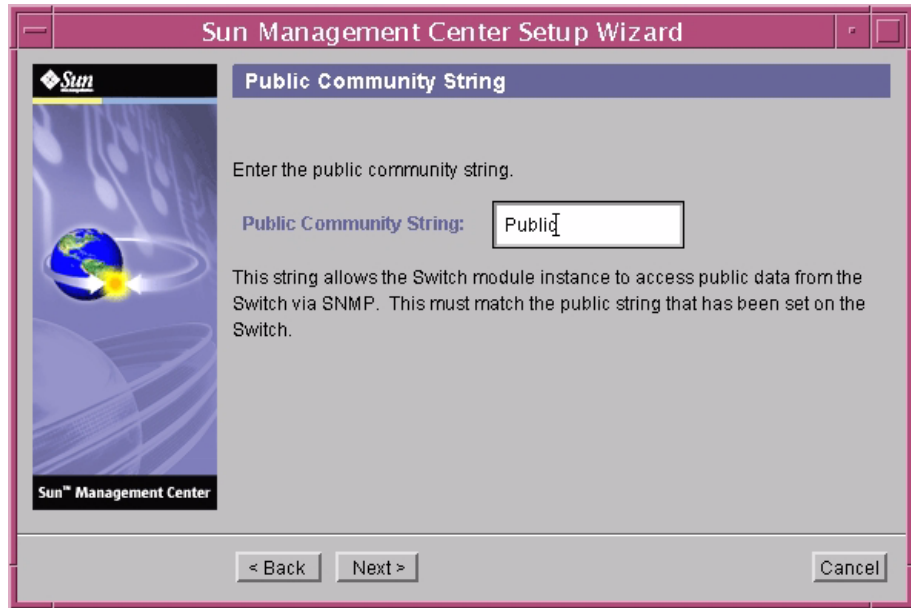 Sun Management Center Setup Wizard
Sun
Public Community String
Enter the public community string.
Public Community String: Public
This string allows the Switch module instance to access public data from the
Switch via SNMP. This must match the public string that has been set on the
Switch.
Sun™ Management Center
< Back Next > Cancel